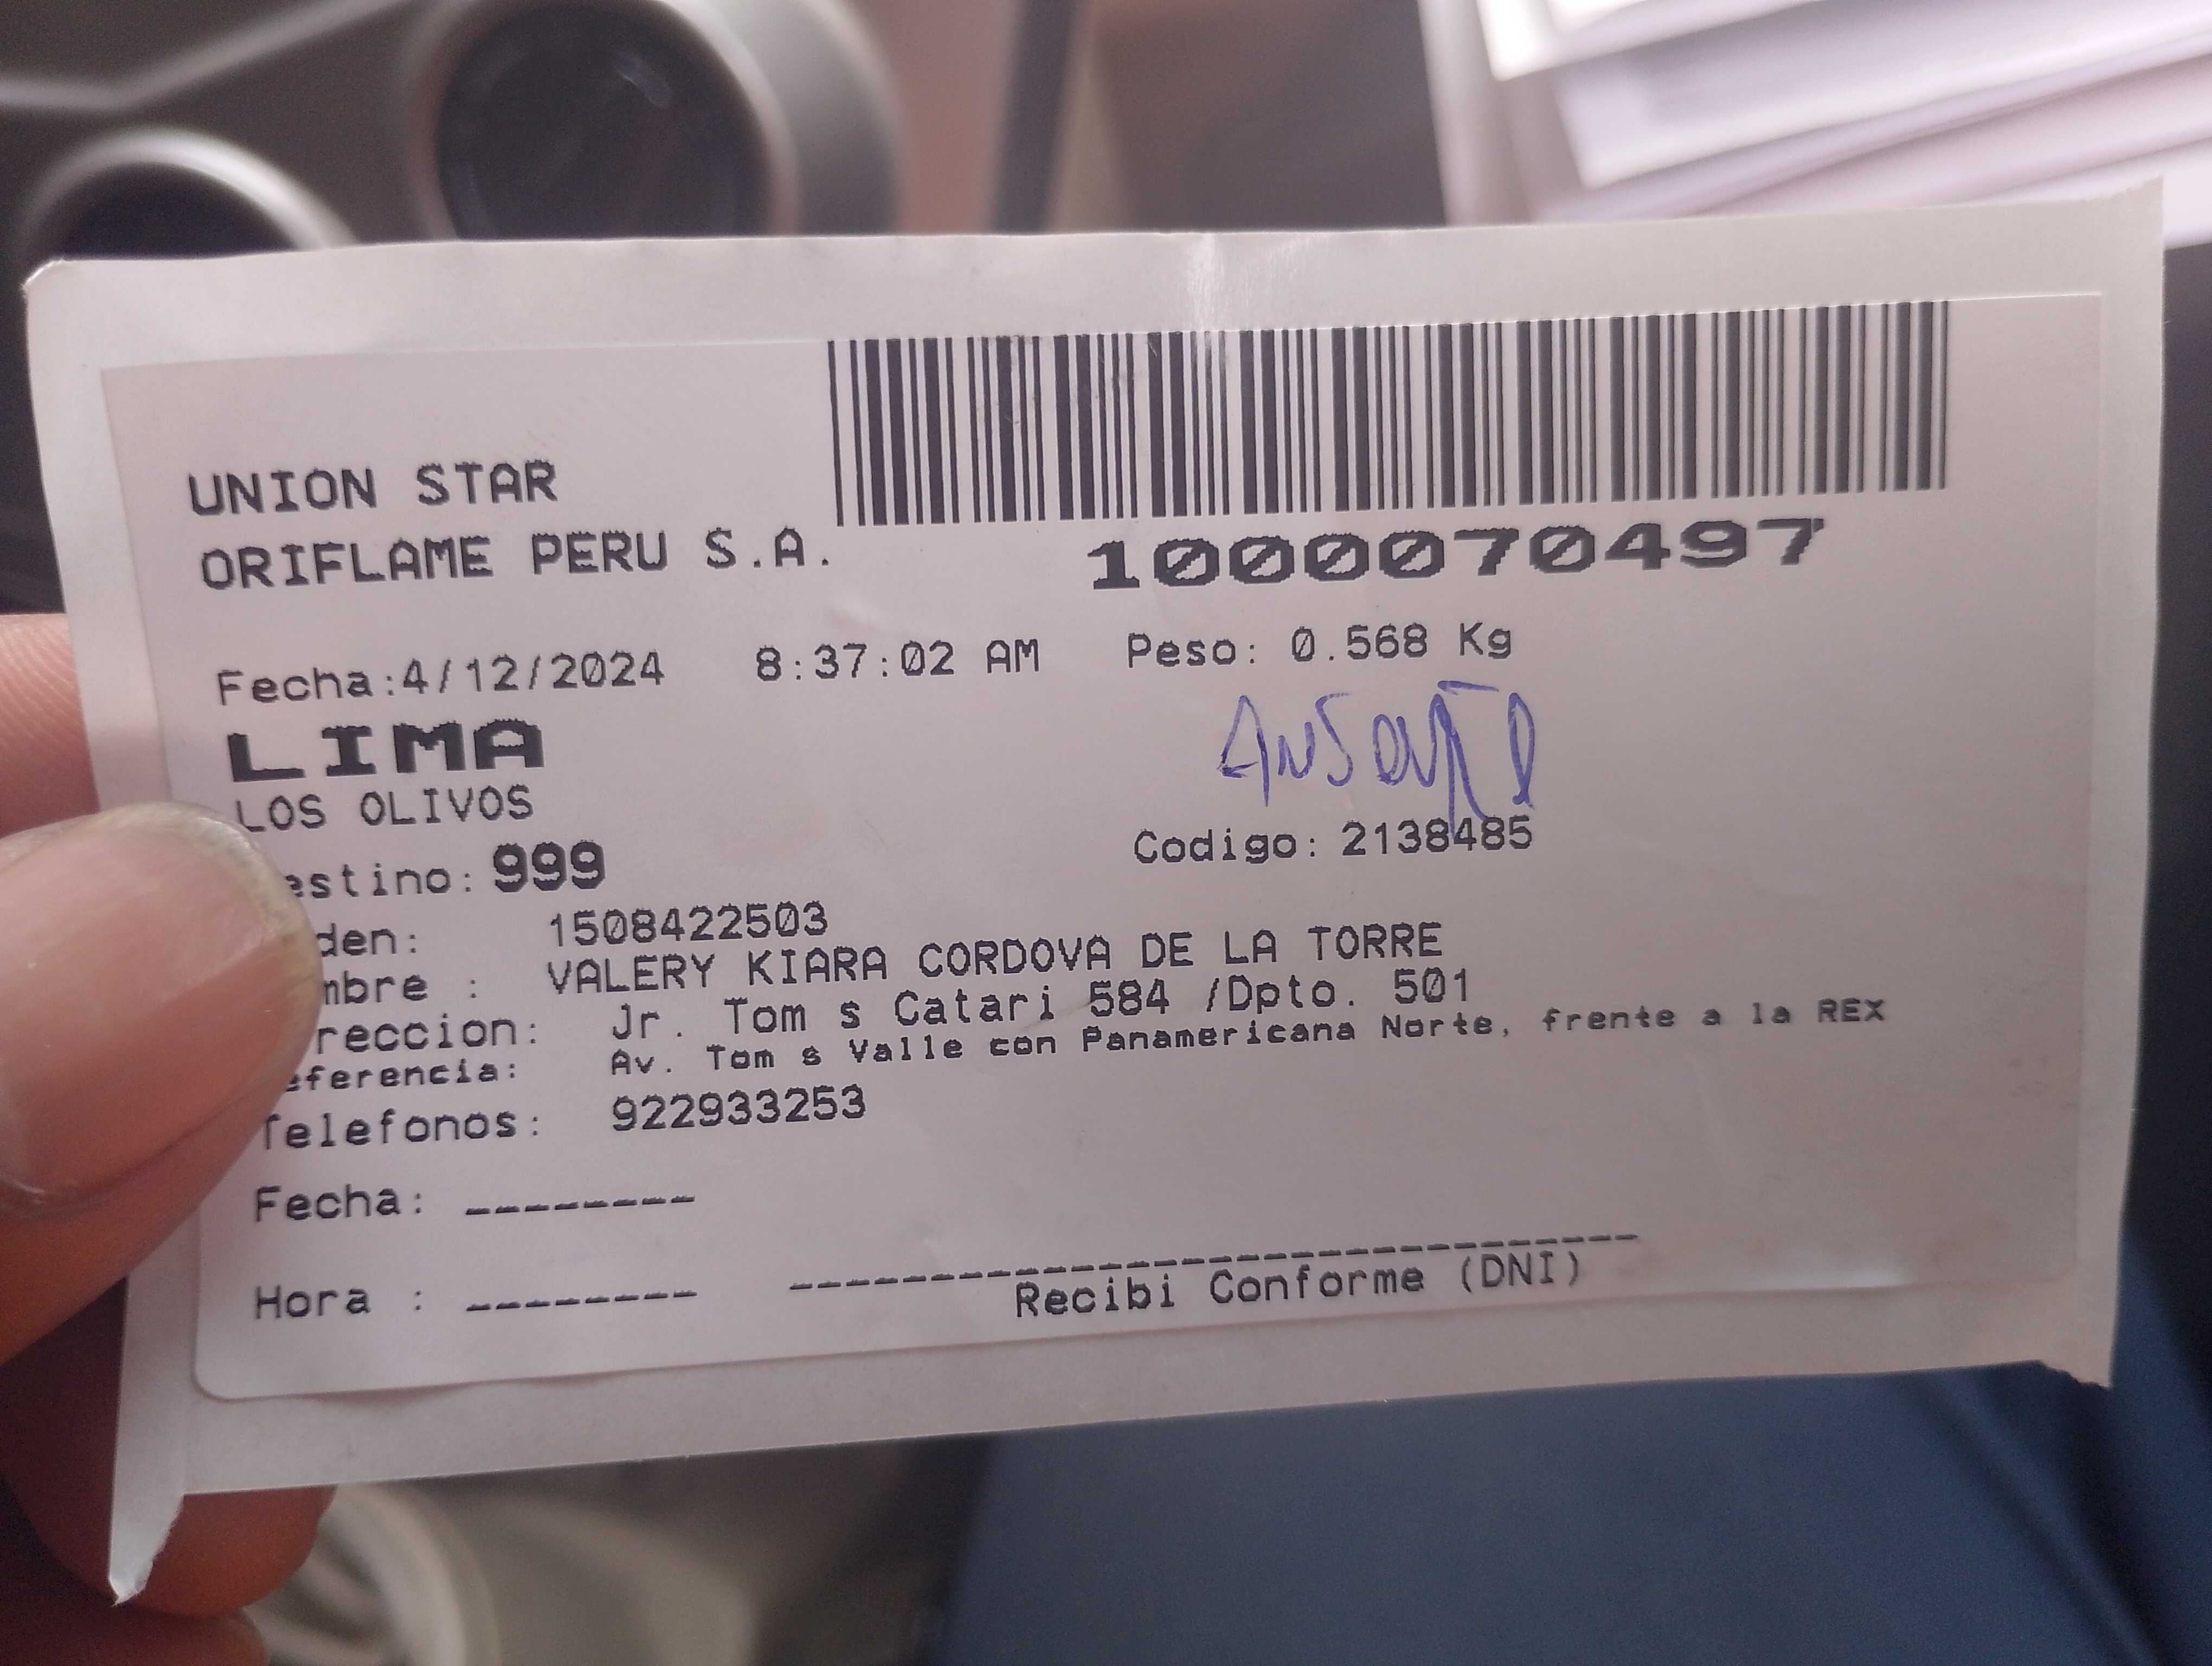 UNION STAR
ORIFLAME PERU S.A.
1000070497
Fecha:4/12/2024 8:37:02 AM Peso: 0.568 Kg
LIMA
LOS OLIVOS
estino: 999 Codigo: 2138485
den: 1508422503
mbre : VALERY KIARA CORDOVA DE LA TORRE
reccion: Jr. Tom s Catari 584 /Dpto. 501
eferencia: Av. Tom s Valle con Panamericana Norte, frente a la REX
Telefonos: 922933253
Fecha: --------
Hora : --------
Recibi Conforme (DNI)